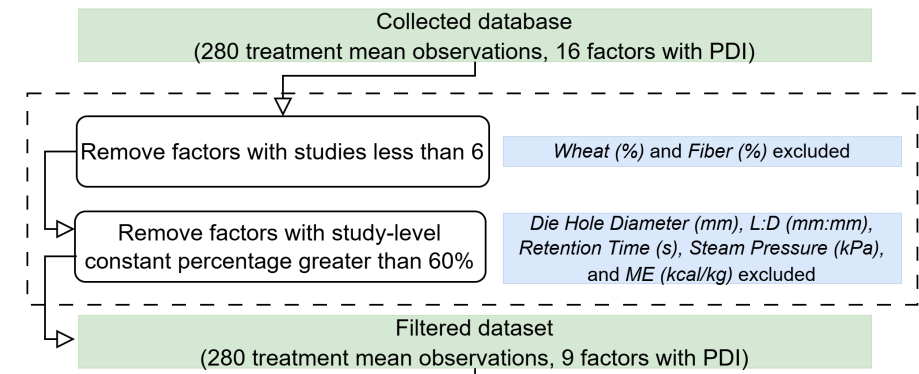 Collected database
(280 treatment mean observations, 16 factors with PDI)
Remove factors with studies less than 6
Wheat (%) and Fiber (%) excluded
Remove factors with study-level
constant percentage greater than 60%
Die Hole Diameter (mm), L:D (mm:mm),
Retention Time (s), Steam Pressure (kPa),
and ME (kcal/kg) excluded
Filtered dataset
(280 treatment mean observations, 9 factors with PDI)